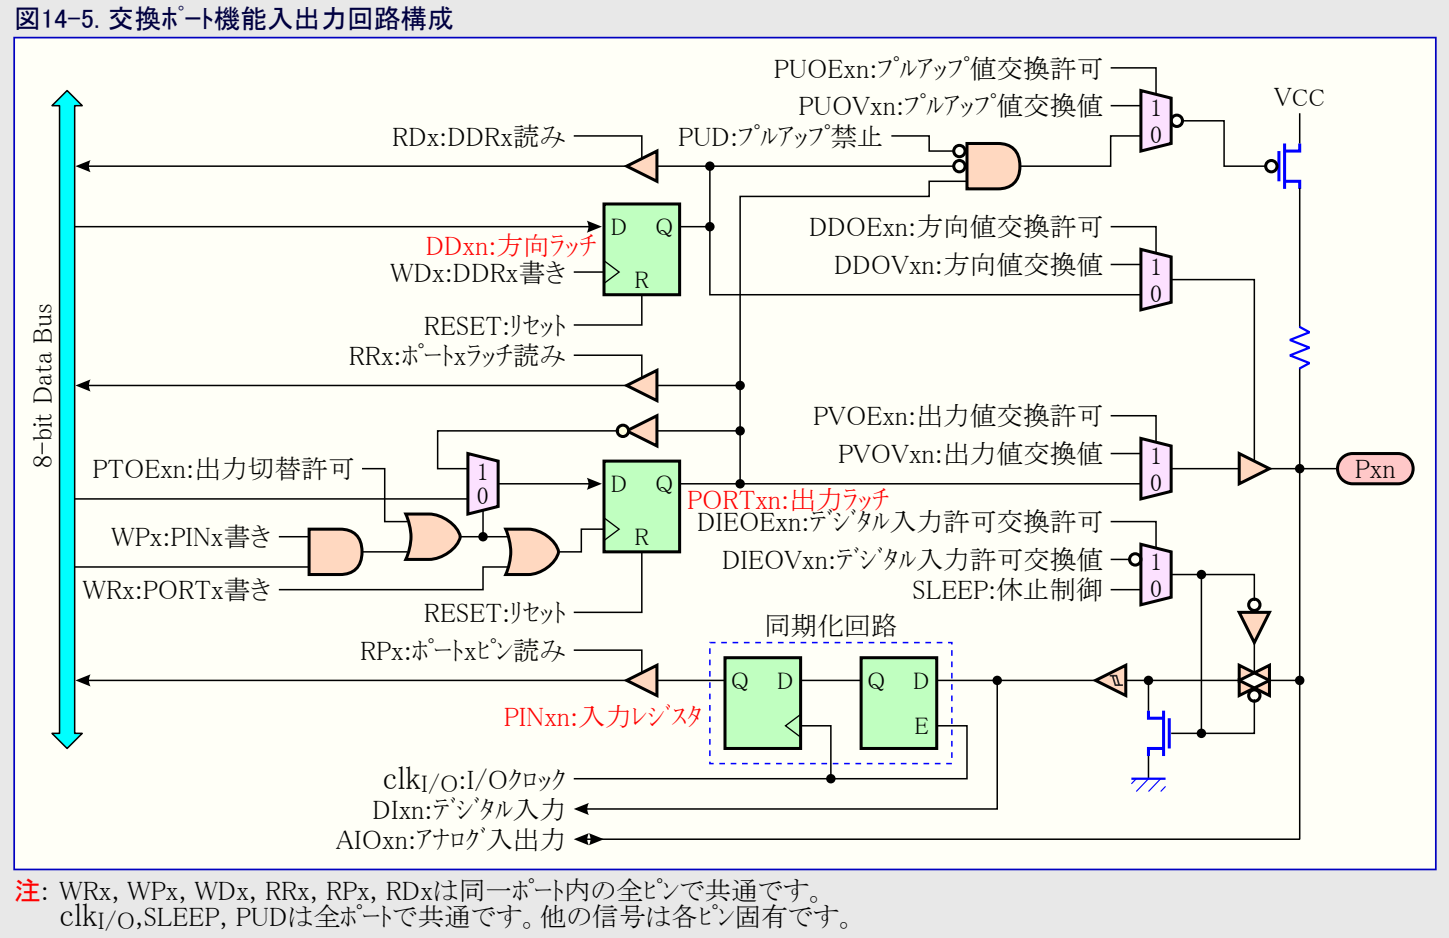 図14-5. 交換ポート機能入出力回路構成
PUOExn:プルアップ値交換許可
PUOVxn:プルアップ値交換値
1
0
VCC
RDx:DDRx読み
PUD:プルアップ禁止
D
Q
R
DDxn:方向ラッチ
WDx:DDRx書き
DDOExn:方向値交換許可
DDOVxn:方向値交換値
1
0
RESET:リセット
RRx:ポートxラッチ読み
8-bit Data Bus
PVOExn:出力値交換許可
PVOVxn:出力値交換値
1
0
Pxn
PTOExn:出力切替許可
1
0
D
Q
R
PORTxn:出力ラッチ
WPx:PINx書き
WRx:PORTx書き
DIEOExn:デジタル入力許可交換許可
DIEOVxn:デジタル入力許可交換値
SLEEP:休止制御
1
0
RESET:リセット
同期化回路
RPx:ポートxピン読み
Q
D
Q
D
E
PINxn:入力レジスタ
clkI/O:I/Oクロック
DIxn:デジタル入力
AIOxn:アナログ入出力
注: WRx, WPx, WDx, RRx, RPx, RDxは同一ポート内の全ピンで共通です。
clkI/O,SLEEP, PUDは全ポートで共通です。他の信号は各ピン固有です。